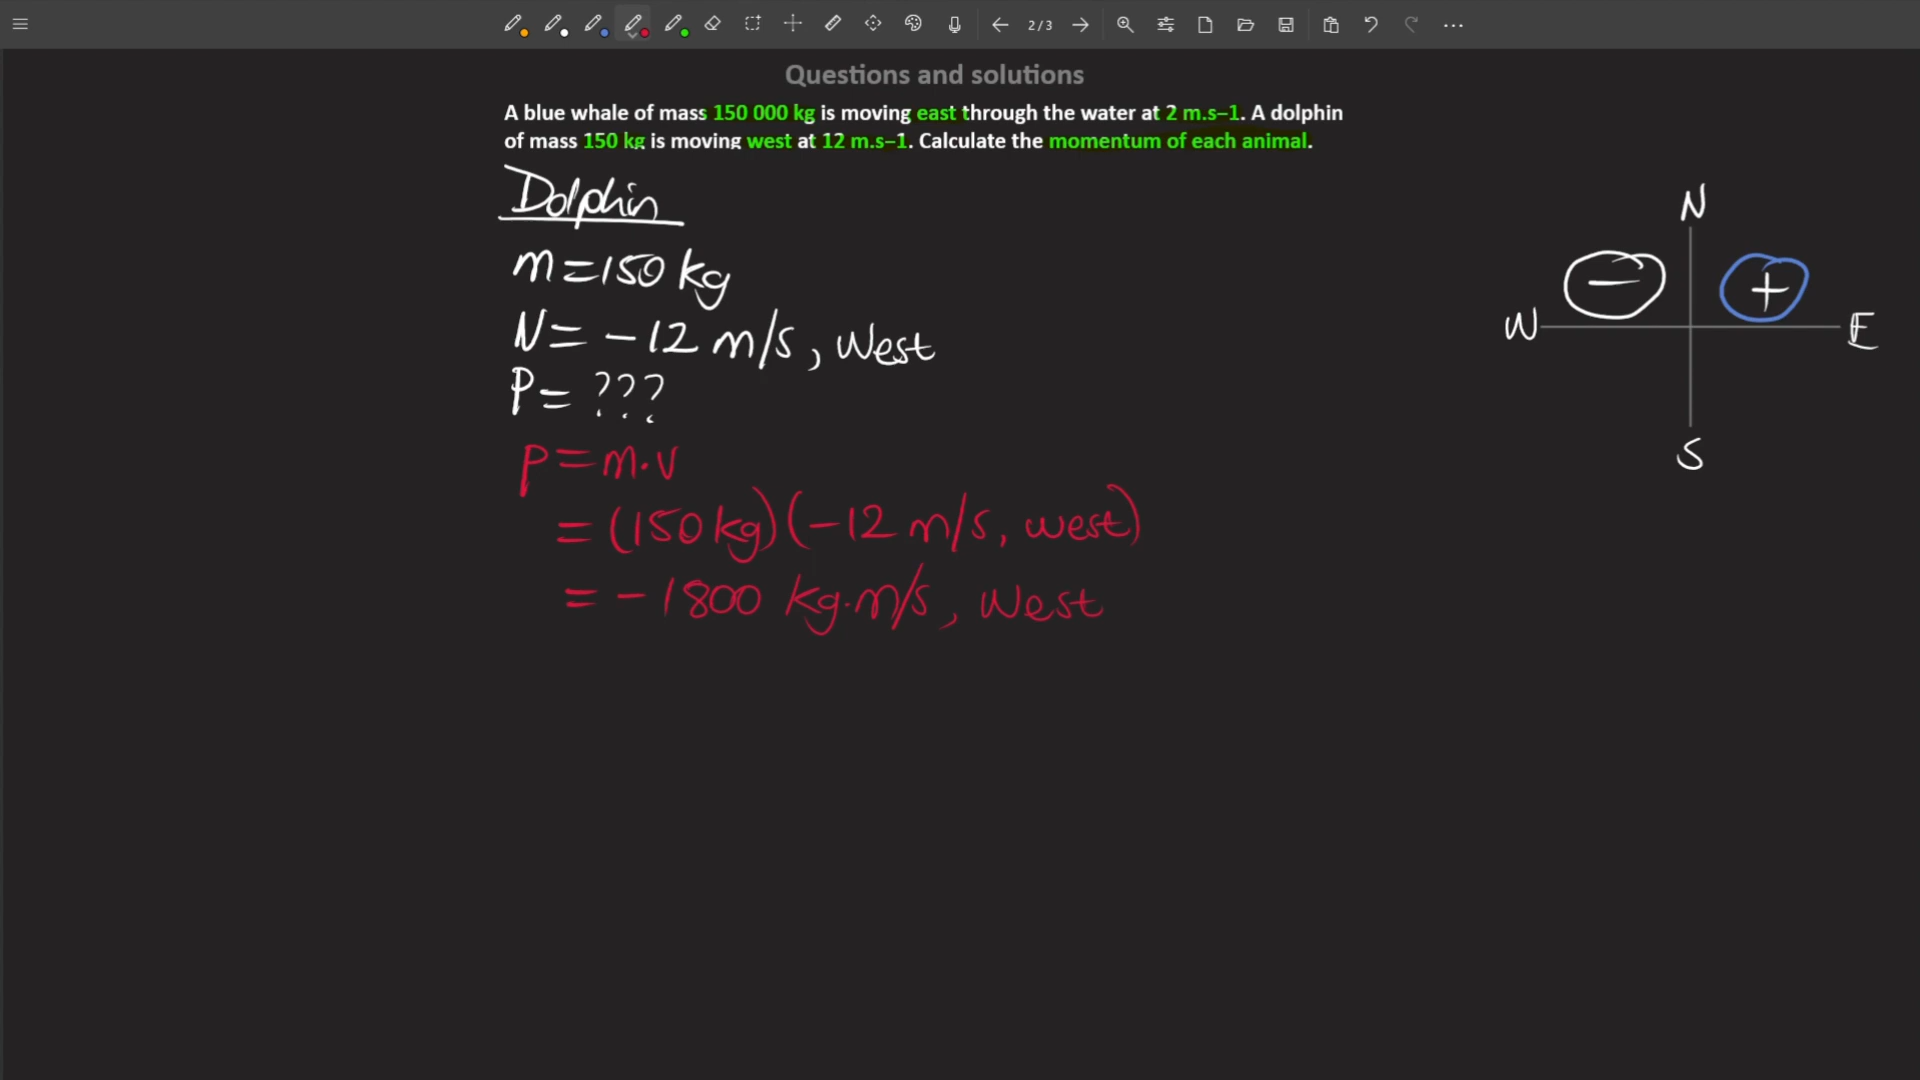 2/3
Questions and solutions
A blue whale of mass 150 000 kg is moving east through the water at 2 m.s–1. A dolphin
of mass 150 kg is moving west at 12 m.s–1. Calculate the momentum of each animal.
Dolphin
m=150 kg
V= -12 m/s, West
P= ???
P=m.v
=(150kg)(-12 m/s, west)
= -1800 kg.m/s, West
N
- +
W E
S